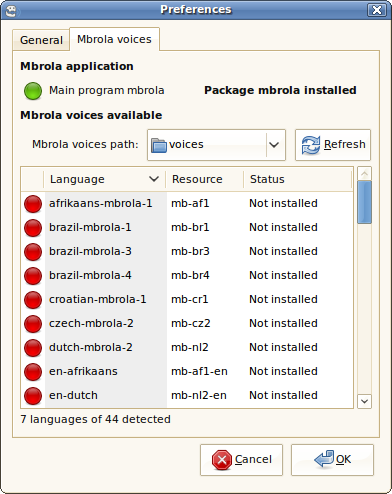 Preferences
General Mbrola voices
Mbrola application
Main program mbrola Package mbrola installed
Mbrola voices available
Mbrola voices path: voices Refresh
Language Resource Status
afrikaans-mbrola-1 mb-af1 Not installed
brazil-mbrola-1 mb-br1 Not installed
brazil-mbrola-3 mb-br3 Not installed
brazil-mbrola-4 mb-br4 Not installed
croatian-mbrola-1 mb-cr1 Not installed
czech-mbrola-2 mb-cz2 Not installed
dutch-mbrola-2 mb-nl2 Not installed
en-afrikaans mb-af1-en Not installed
en-dutch mb-nl2-en Not installed
7 languages of 44 detected
Cancel OK